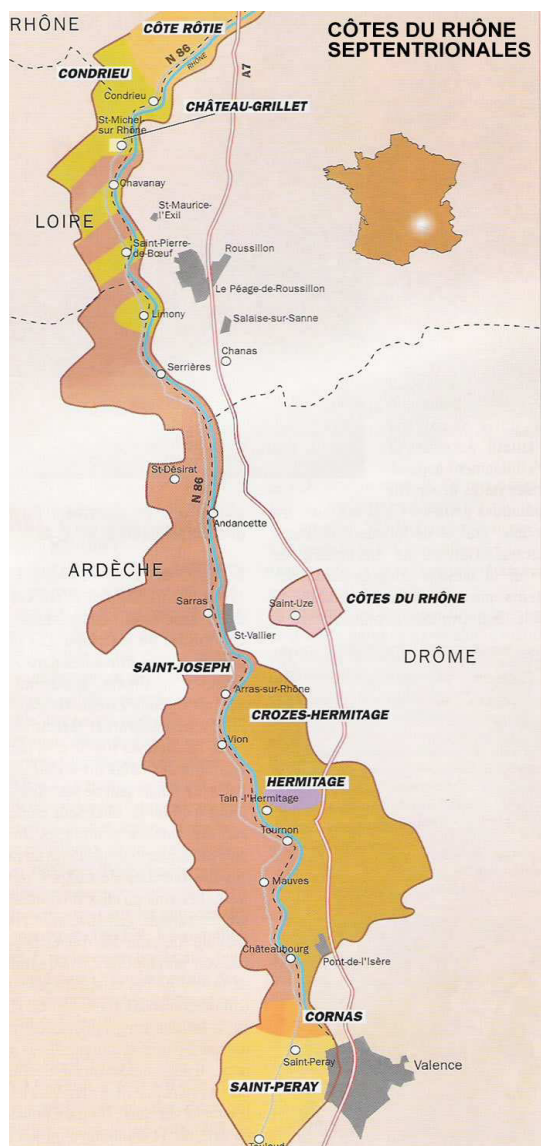 CÔTES DU RHÔNE
SEPTENTRIONALES
RHÔNE
CÔTE RÔTIE
N 86
RHÔNE
A7
CONDRIEU
Condrieu
CHÂTEAU-GRILLET
St-Michel-
sur Rhône
Chavanay
St-Maurice-
l'Exil
LOIRE
Saint-Pierre-
de-Bœuf
Roussillon
Le Péage-de-Roussillon
Limony
Salaise-sur-Sanne
Chanas
Serrières
St-Désirat
N 86
Andancette
ARDÈCHE
Saint-Uze
CÔTES DU RHÔNE
Sarras
St-Vallier
DRÔME
SAINT-JOSEPH
Arras-sur-Rhône
CROZES-HERMITAGE
Vion
HERMITAGE
Tain -l'Hermitage
Tournon
Mauves
Châteaubourg
Pont-de-l'Isère
CORNAS
Saint-Peray
Valence
SAINT-PERAY